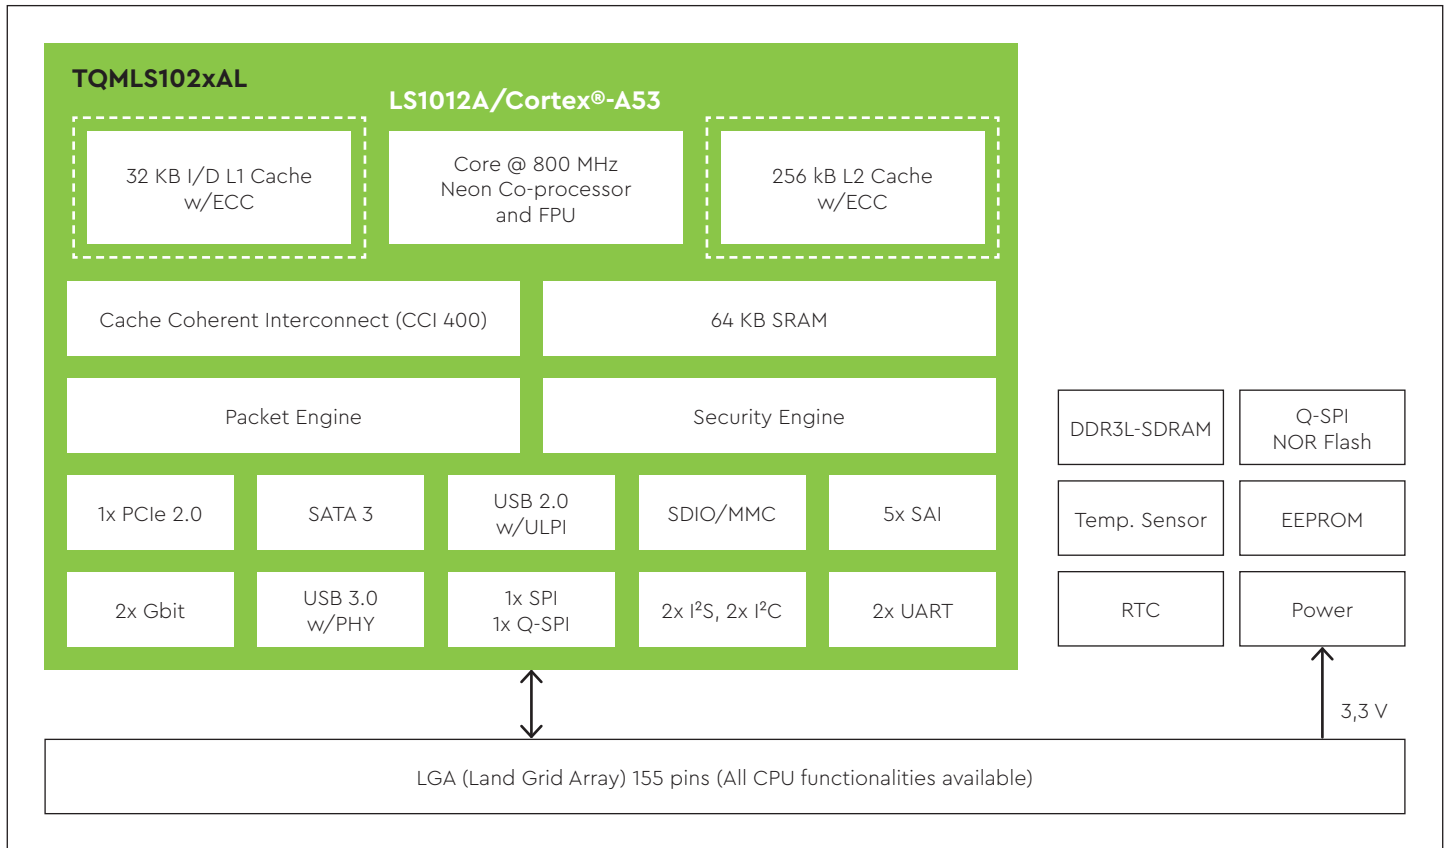 TQMLS102xAL
LS1012A/Cortex®-A53
32 KB I/D L1 Cache
w/ECC
Core @ 800 MHz
Neon Co-processor
and FPU
256 kB L2 Cache
w/ECC
Cache Coherent Interconnect (CCI 400)
64 KB SRAM
Packet Engine
Security Engine
1x PCIe 2.0
SATA 3
USB 2.0
w/ULPI
SDIO/MMC
5x SAI
2x Gbit
USB 3.0
w/PHY
1x SPI
1x Q-SPI
2x I²S, 2x I²C
2x UART
DDR3L-SDRAM
Q-SPI
NOR Flash
Temp. Sensor
EEPROM
RTC
Power
3,3 V
LGA (Land Grid Array) 155 pins (All CPU functionalities available)